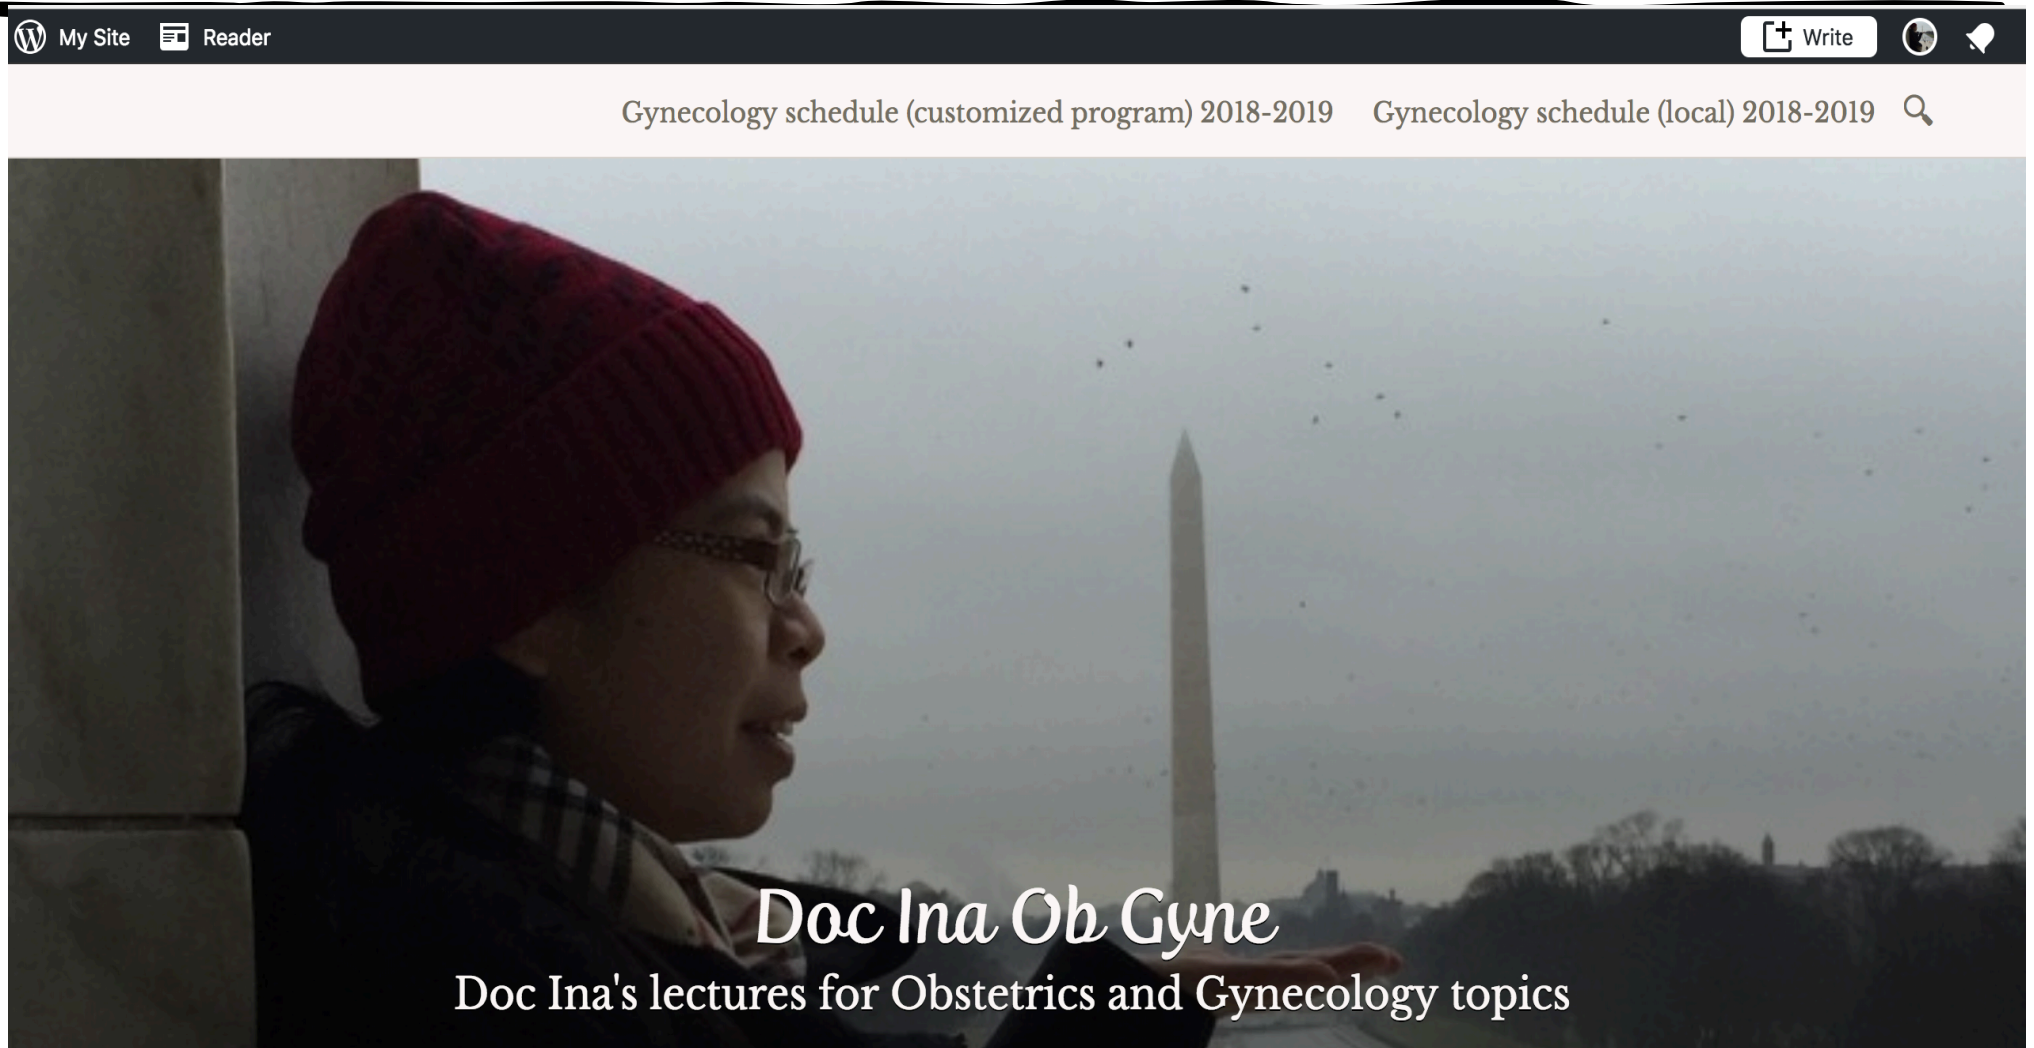 My Site Reader Write
Gynecology schedule (customized program) 2018-2019 Gynecology schedule (local) 2018-2019
Doc Ina Ob Gyne
Doc Ina's lectures for Obstetrics and Gynecology topics